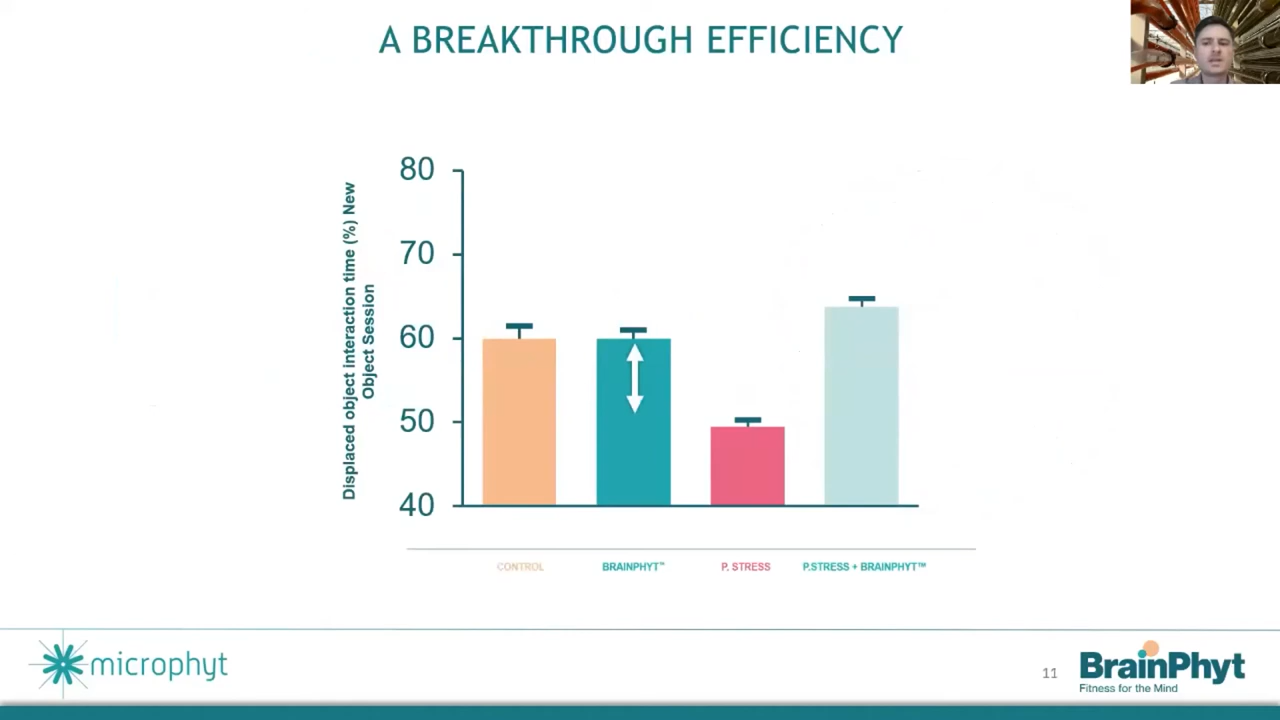 A BREAKTHROUGH EFFICIENCY
Displaced object interaction time (%) New
Object Session
80
70
60
50
40
CONTROL
BRAINPHYT™
P. STRESS
P.STRESS + BRAINPHYT™
microphyt
11
BrainPhyt
Fitness for the Mind